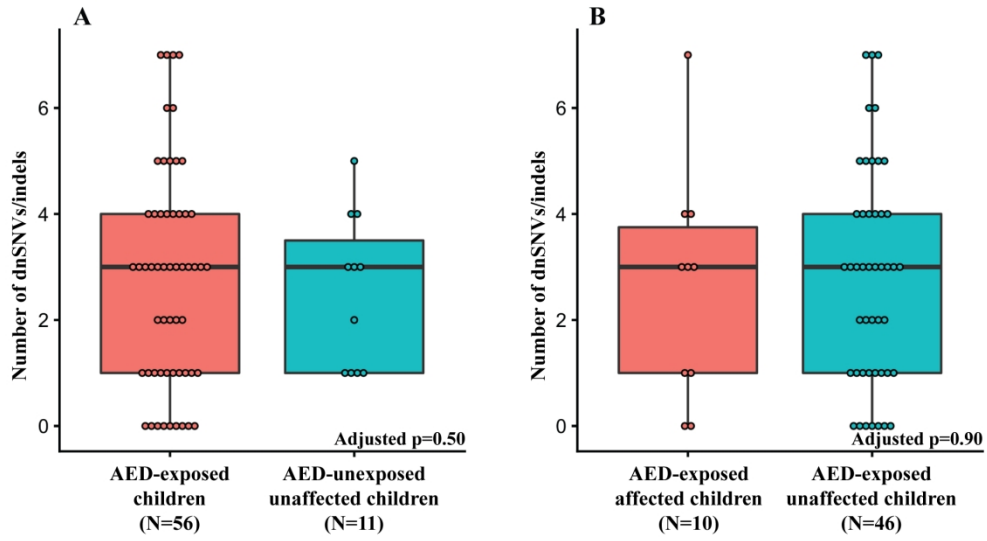 A
Number of dnSNVs/indels
6
4
2
0
Adjusted p=0.50
AED-exposed
children
(N=56)
AED-unexposed
unaffected children
(N=11)
B
Number of dnSNVs/indels
6
4
2
0
Adjusted p=0.90
AED-exposed
affected children
(N=10)
AED-exposed
unaffected children
(N=46)